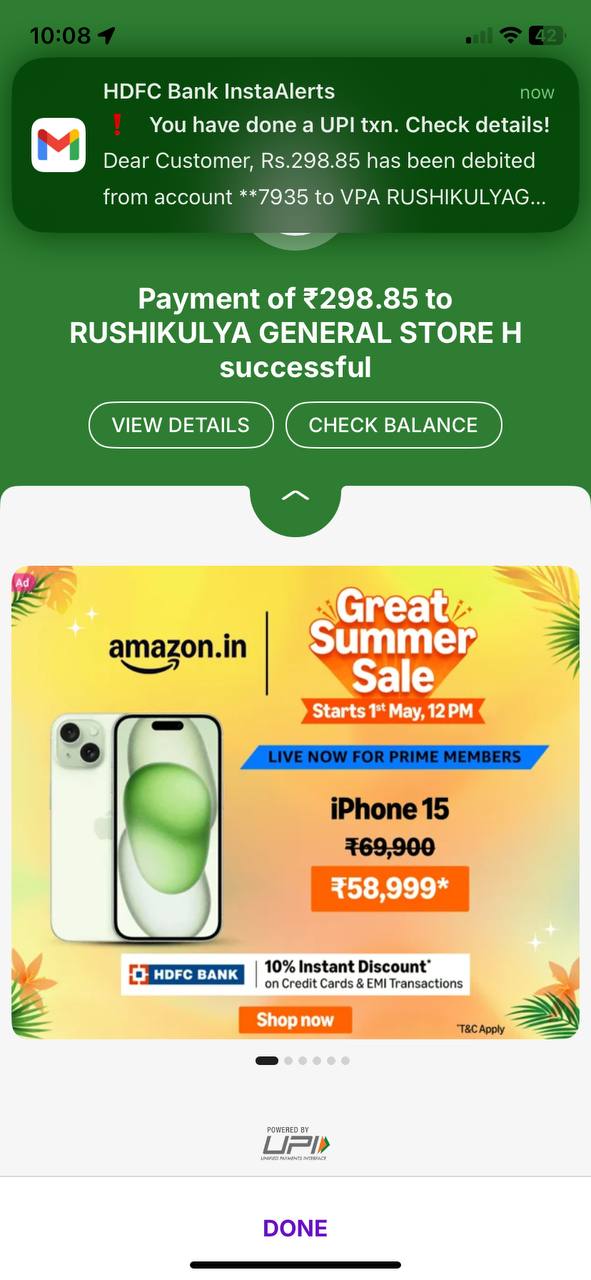 10:08
42
HDFC Bank InstaAlerts
now
❗ You have done a UPI txn. Check details!
Dear Customer, Rs.298.85 has been debited
from account **7935 to VPA RUSHIKULYAG...
Payment of ₹298.85 to
RUSHIKULYA GENERAL STORE H
successful
VIEW DETAILS
CHECK BALANCE
Ad
amazon.in
Great
Summer
Sale
Starts 1st May, 12 PM
LIVE NOW FOR PRIME MEMBERS
iPhone 15
₹69,900
₹58,999*
HDFC BANK
10% Instant Discount*
on Credit Cards & EMI Transactions
Shop now
*T&C Apply
POWERED BY
UPI
UNIFIED PAYMENTS INTERFACE
DONE